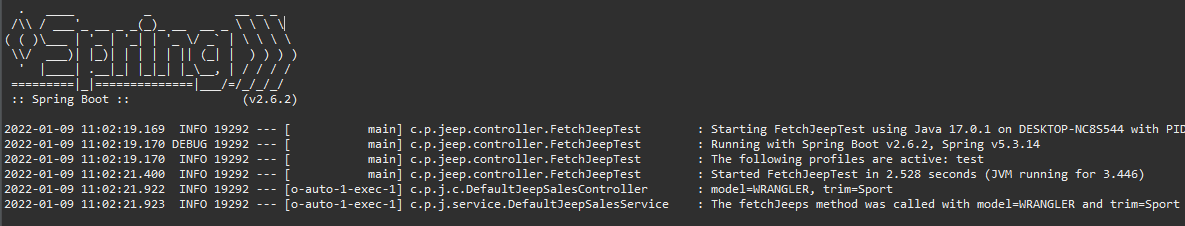 .   ____          _            __ _ _
 /\\ / ___'_ __ _ _(_)_ __  __ _ \ \ \ \
( ( )\___ | '_ | '_| | '_ \/ _` | \ \ \ \
 \\/  ___)| |_)| | | | | || (_| |  ) ) ) )
  '  |____| .__|_| |_|_| |_\__, | / / / /
 =========|_|==============|___/=/_/_/_/
 :: Spring Boot ::                (v2.6.2)
2022-01-09 11:02:19.169  INFO 19292 --- [           main] c.p.jeep.controller.FetchJeepTest        : Starting FetchJeepTest using Java 17.0.1 on DESKTOP-NC8S544 with PID
2022-01-09 11:02:19.170 DEBUG 19292 --- [           main] c.p.jeep.controller.FetchJeepTest        : Running with Spring Boot v2.6.2, Spring v5.3.14
2022-01-09 11:02:19.170  INFO 19292 --- [           main] c.p.jeep.controller.FetchJeepTest        : The following profiles are active: test
2022-01-09 11:02:21.400  INFO 19292 --- [           main] c.p.jeep.controller.FetchJeepTest        : Started FetchJeepTest in 2.528 seconds (JVM running for 3.446)
2022-01-09 11:02:21.922  INFO 19292 --- [o-auto-1-exec-1] c.p.j.c.DefaultJeepSalesController       : model=WRANGLER, trim=Sport
2022-01-09 11:02:21.923  INFO 19292 --- [o-auto-1-exec-1] c.p.j.service.DefaultJeepSalesService    : The fetchJeeps method was called with model=WRANGLER and trim=Sport